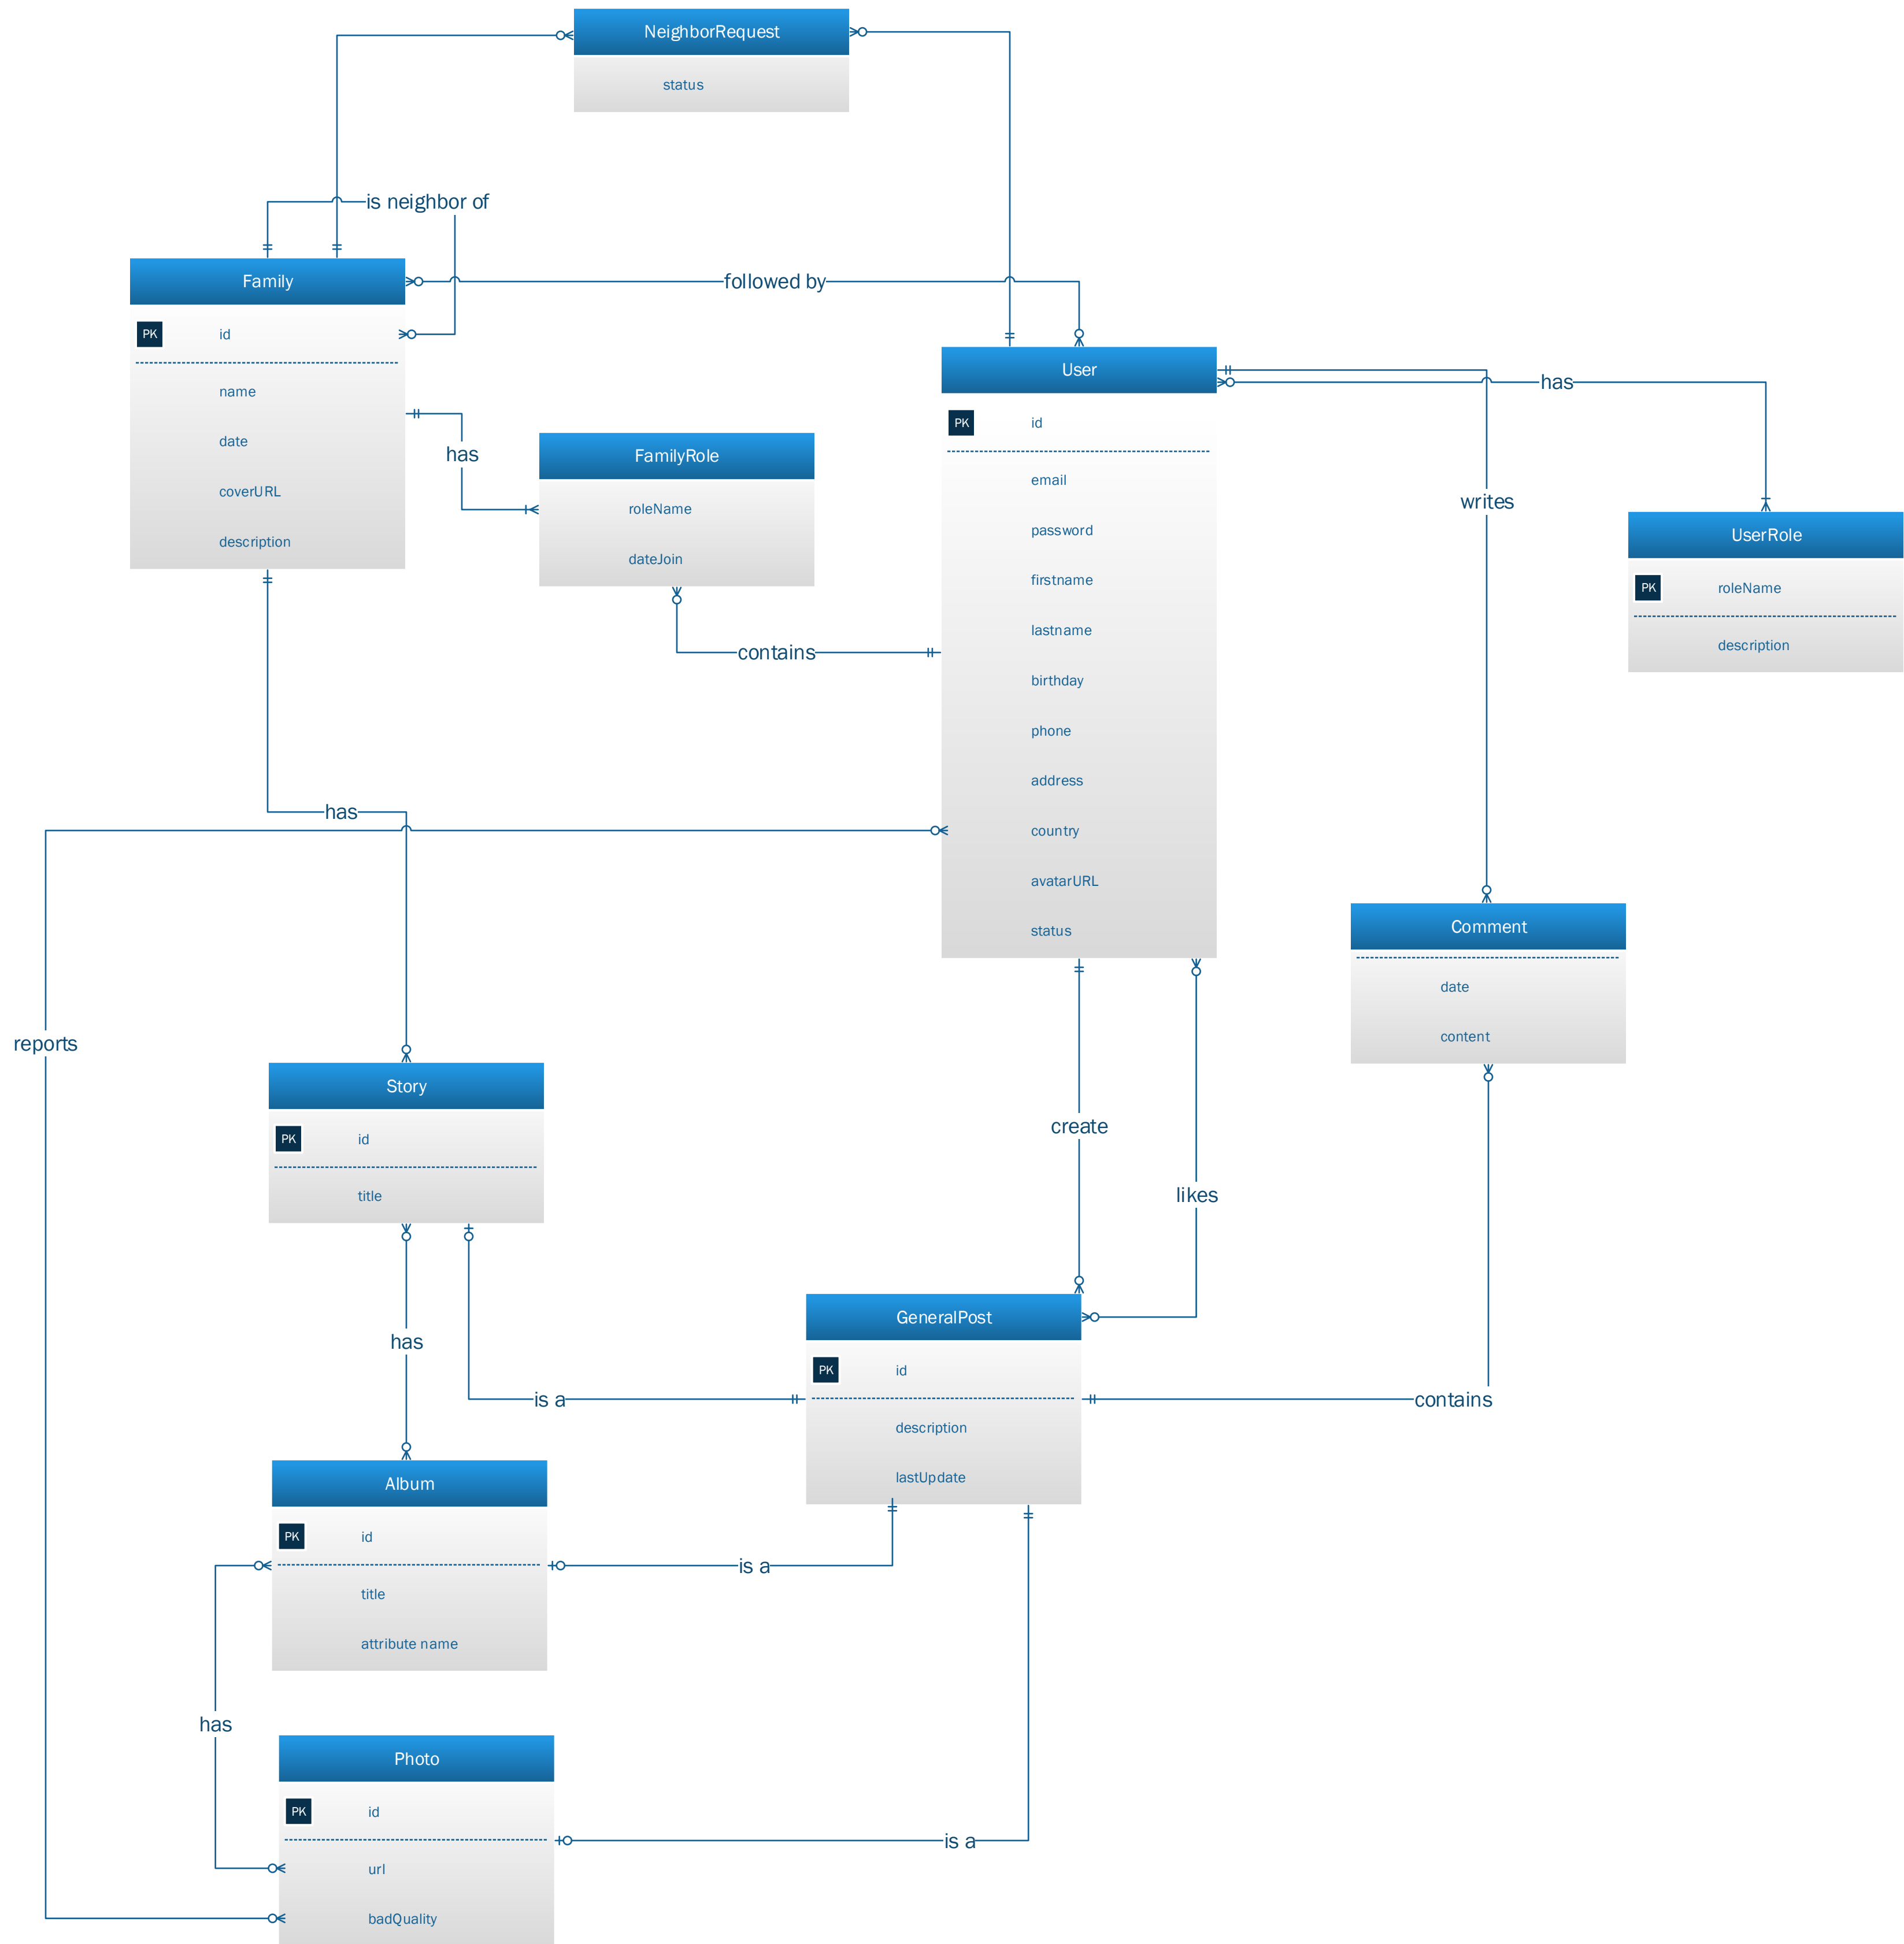 NeighborRequest
status
is neighbor of
Family
PK id
name
date
coverURL
description
followed by
has
FamilyRole
roleName
dateJoin
contains
User
PK id
email
password
firstname
lastname
birthday
phone
address
country
avatarURL
status
has
writes
UserRole
PK roleName
description
Comment
date
content
has
reports
Story
PK id
title
create
likes
has
is a
GeneralPost
PK id
description
lastUpdate
contains
Album
PK id
title
attribute name
is a
has
Photo
PK id
url
badQuality
is a